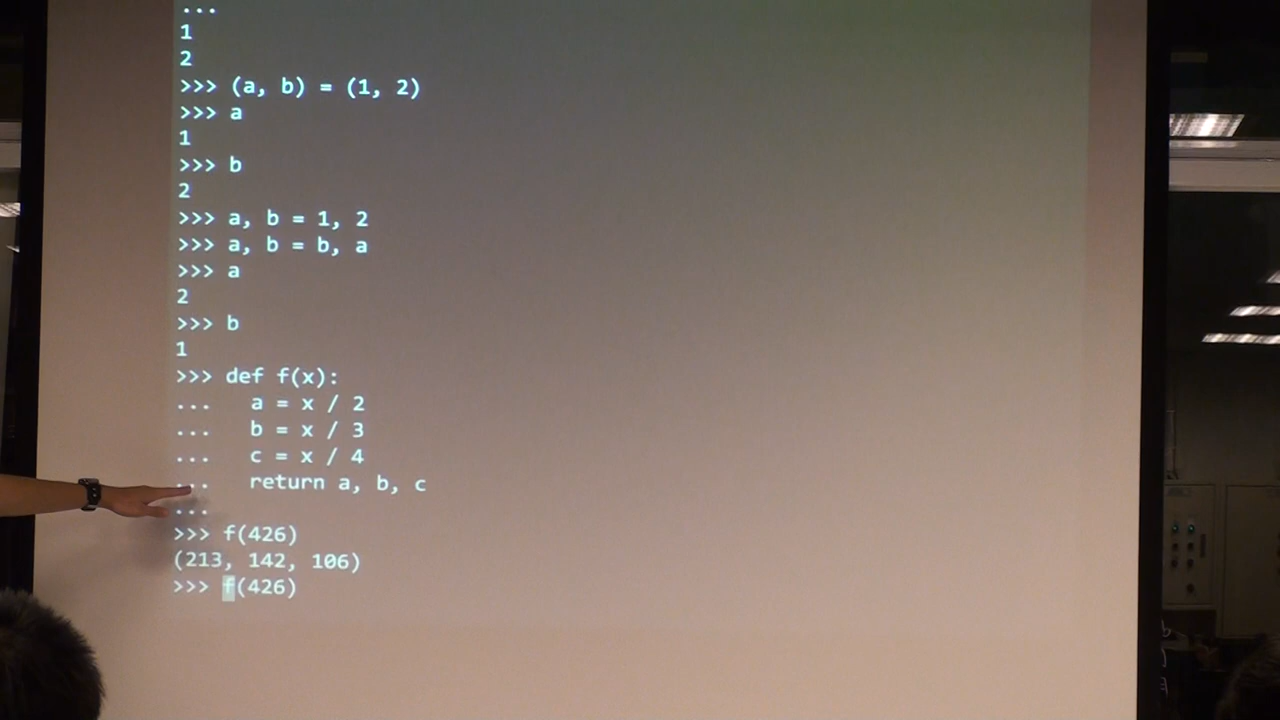 ...
1
2
>>> (a, b) = (1, 2)
>>> a
1
>>> b
2
>>> a, b = 1, 2
>>> a, b = b, a
>>> a
2
>>> b
1
>>> def f(x):
...   a = x / 2
...   b = x / 3
...   c = x / 4
...   return a, b, c
...
>>> f(426)
(213, 142, 106)
>>> f(426)